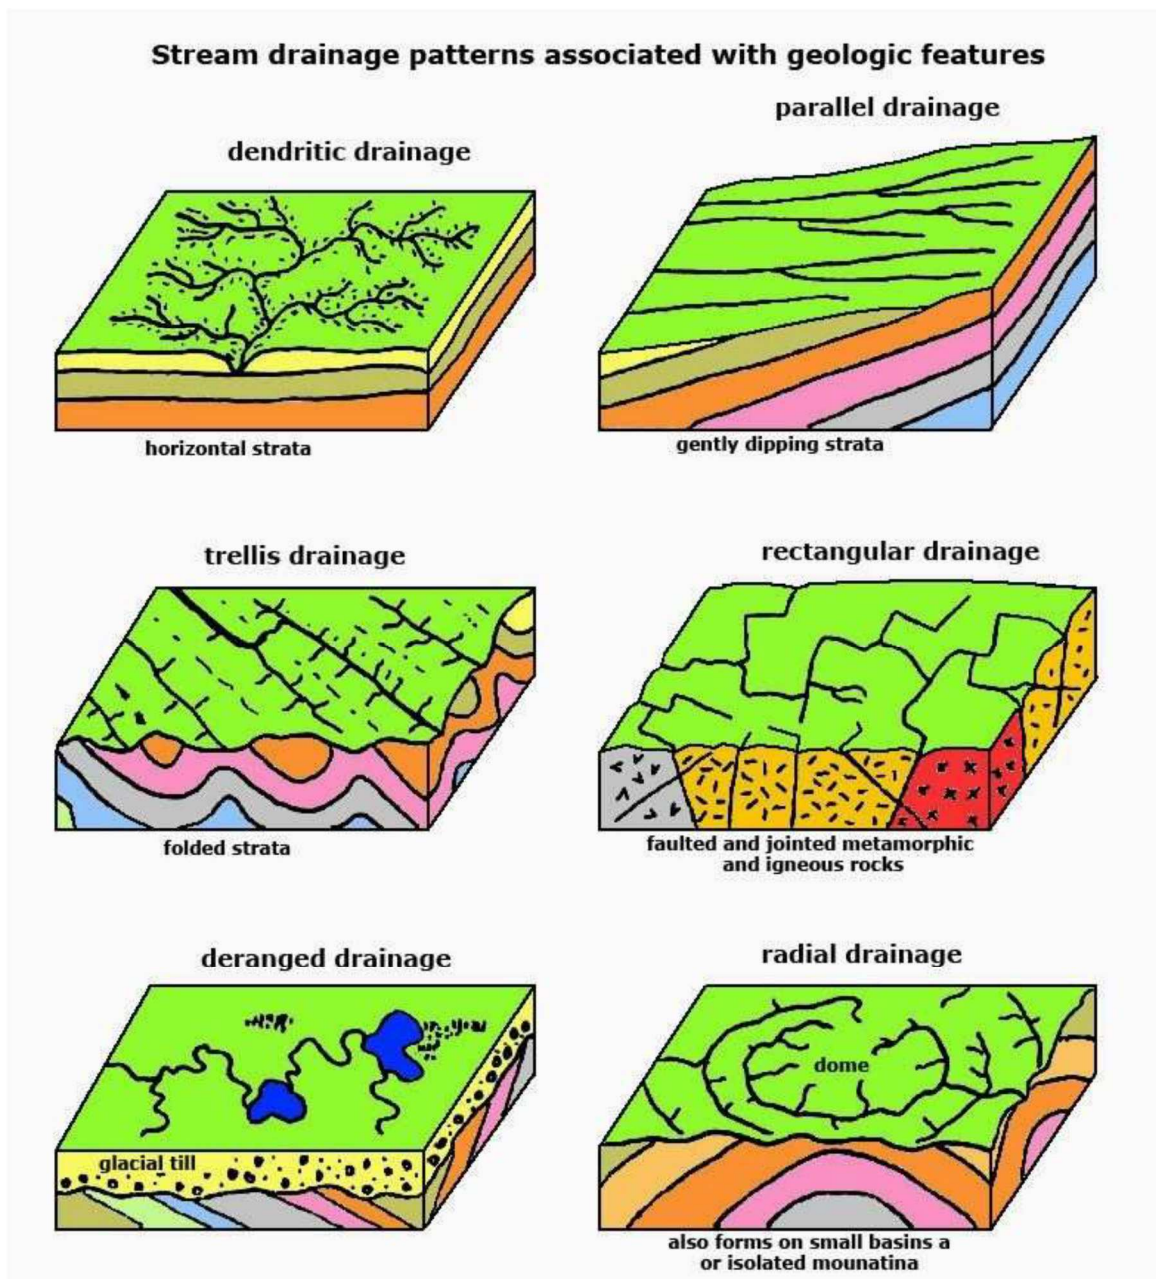 Stream drainage patterns associated with geologic features
dendritic drainage
parallel drainage
horizontal strata
gently dipping strata
trellis drainage
rectangular drainage
folded strata
faulted and jointed metamorphic
and igneous rocks
deranged drainage
radial drainage
glacial till
dome
also forms on small basins a
or isolated mounatina